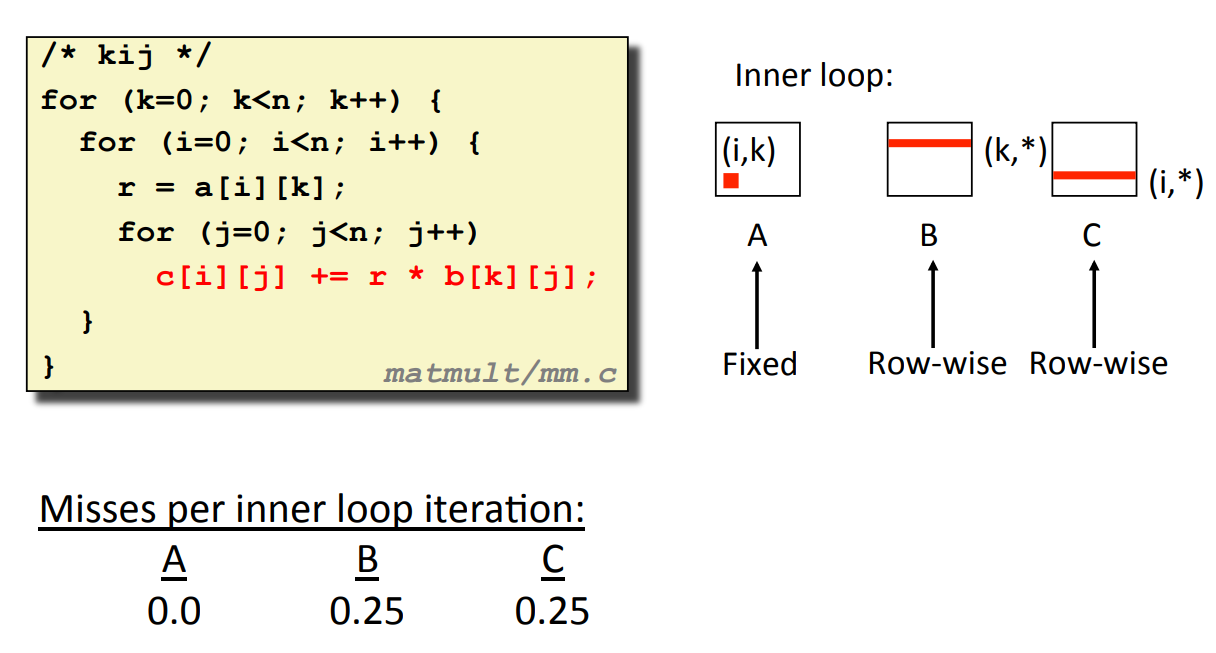 /* kij */
for (k=0; k<n; k++) {
  for (i=0; i<n; i++) {
    r = a[i][k];
    for (j=0; j<n; j++)
      c[i][j] += r * b[k][j];
  }
}
matmult/mm.c
Inner loop:
(i,k)
(k,*)
(i,*)
A B C
Fixed Row-wise Row-wise
Misses per inner loop iteration:
A B C
0.0 0.25 0.25